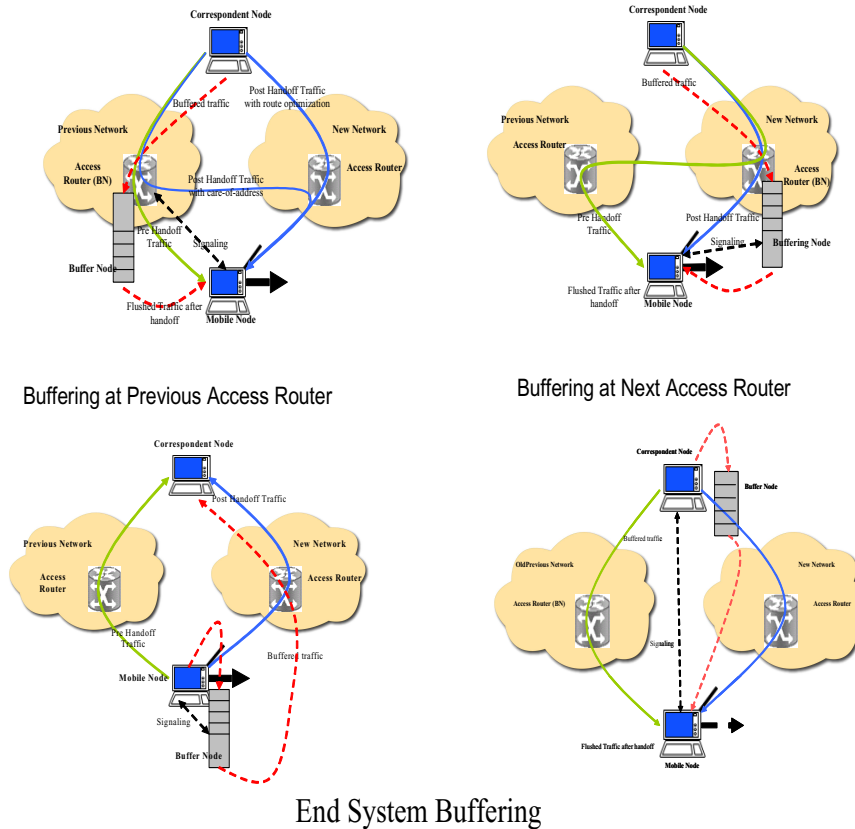 Correspondent Node
Buffered traffic
Post Handoff Traffic
with route optimization
Previous Network
New Network
Access
Router (BN)
Access Router
Post Handoff Traffic
with care-of-address
Pre Handoff
Traffic
Signaling
Buffer Node
Flushed Traffic after
handoff
Mobile Node
Buffering at Previous Access Router
Correspondent Node
Buffered traffic
Previous Network
New Network
Access Router
Access
Router (BN)
Pre Handoff
Traffic
Post Handoff Traffic
Signaling
Buffering Node
Flushed Traffic after
handoff
Mobile Node
Buffering at Next Access Router
Correspondent Node
Post Handoff Traffic
Previous Network
New Network
Access
Router
Access Router
Pre Handoff
Traffic
Buffered traffic
Mobile Node
Signaling
Buffer Node
Correspondent Node
Buffer Node
Buffered traffic
OldPrevious Network
New Network
Access Router (BN)
Access Router
Signaling
Flushed Traffic after handoff
Mobile Node
End System Buffering